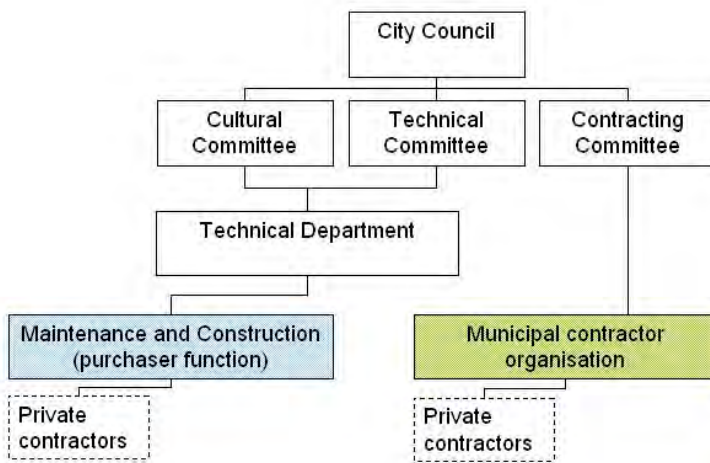 City Council
Cultural
Committee
Technical
Committee
Contracting
Committee
Technical Department
Maintenance and Construction
(purchaser function)
Municipal contractor
organisation
Private
contractors
Private
contractors